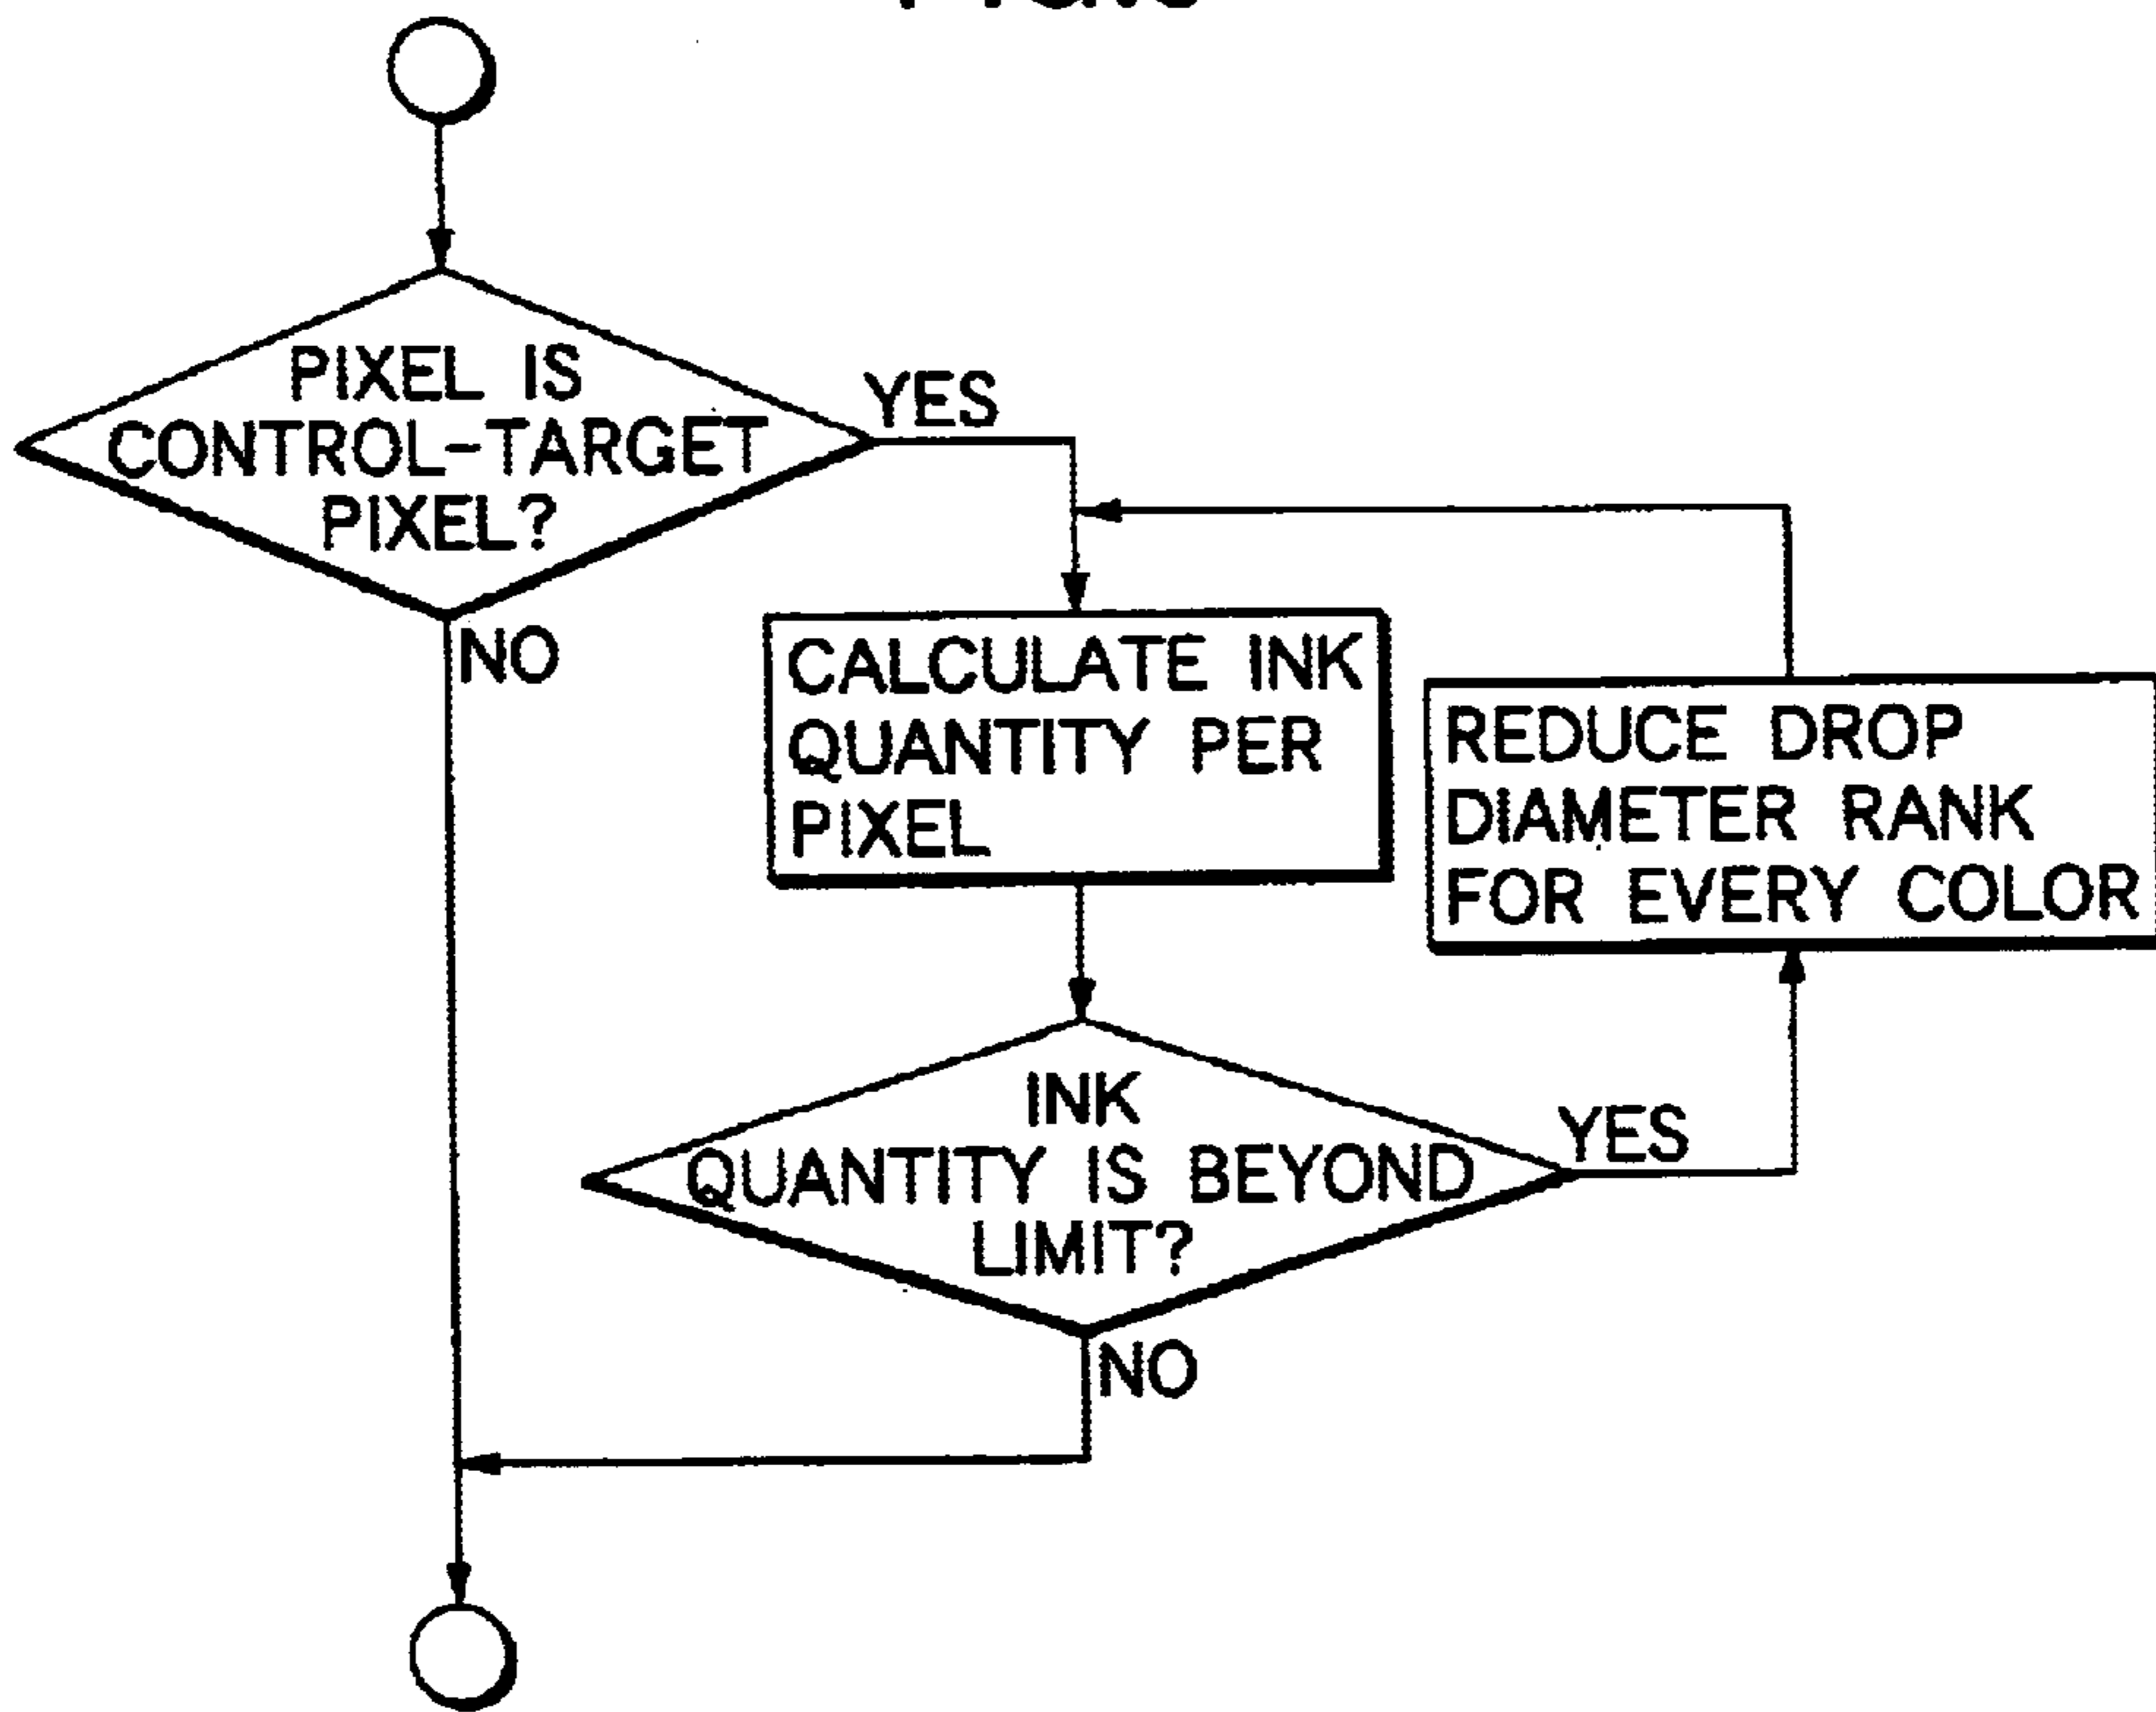 PIXEL IS
CONTROL-TARGET
PIXEL?
YES
NO
CALCULATE INK
QUANTITY PER
PIXEL
REDUCE DROP
DIAMETER RANK
FOR EVERY COLOR
INK
QUANTITY IS BEYOND
LIMIT?
YES
NO